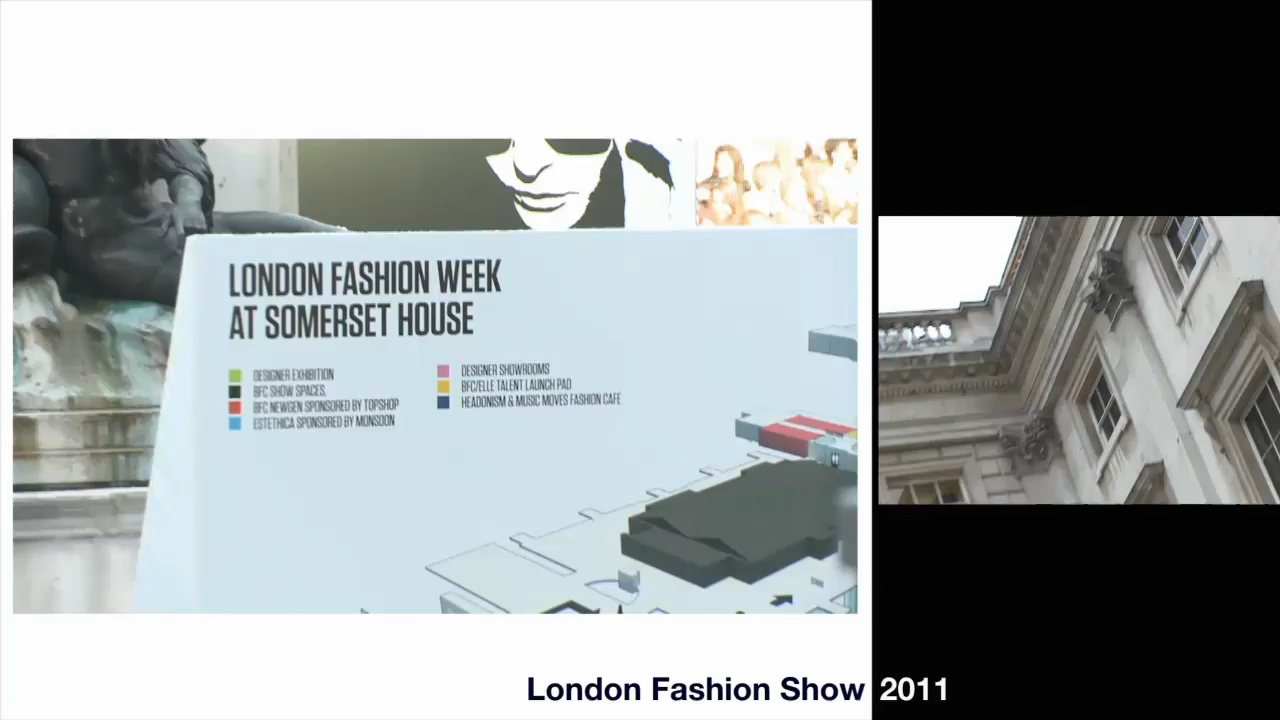 LONDON FASHION WEEK
AT SOMERSET HOUSE
DESIGNER EXHIBITION
BFC SHOW SPACES,
BFC NEWGEN SPONSORED BY TOPSHOP
ESTETHICA SPONSORED BY MONSOON
DESIGNER SHOWROOMS
BFC/ELLE TALENT LAUNCH PAD
HEADONISM & MUSIC MOVES FASHION CAFE
London Fashion Show 2011